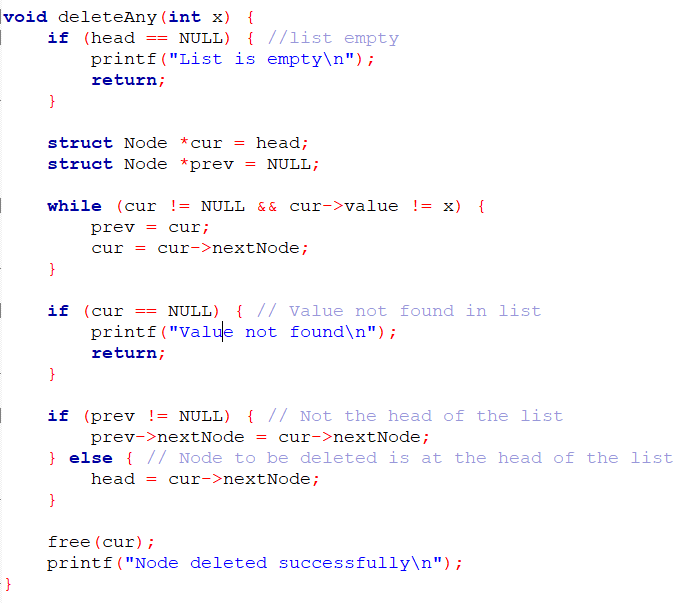 void deleteAny(int x) {
    if (head == NULL) { //list empty
        printf("List is empty\n");
        return;
    }

    struct Node *cur = head;
    struct Node *prev = NULL;

    while (cur != NULL && cur->value != x) {
        prev = cur;
        cur = cur->nextNode;
    }

    if (cur == NULL) { // Value not found in list
        printf("Value not found\n");
        return;
    }

    if (prev != NULL) { // Not the head of the list
        prev->nextNode = cur->nextNode;
    } else { // Node to be deleted is at the head of the list
        head = cur->nextNode;
    }

    free(cur);
    printf("Node deleted successfully\n");
}